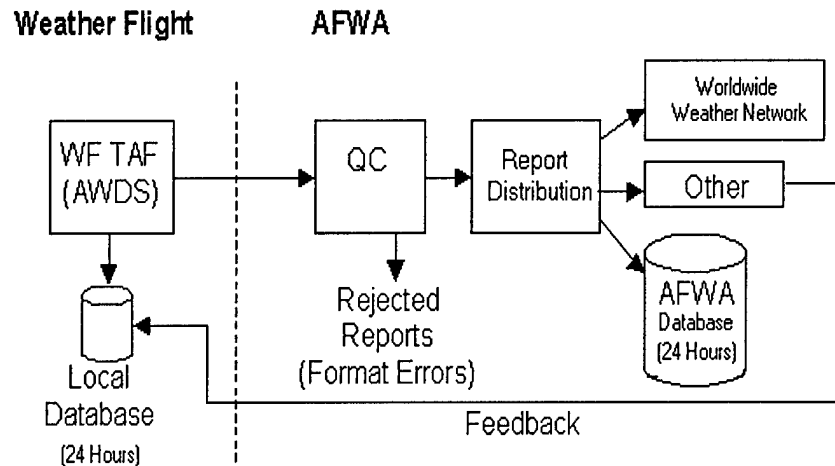 Weather Flight
AFWA
WF TAF
(AWDS)
QC
Report
Distribution
Worldwide
Weather Network
Other
AFWA
Database
(24 Hours)
Rejected
Reports
(Format Errors)
Local
Database
(24 Hours)
Feedback